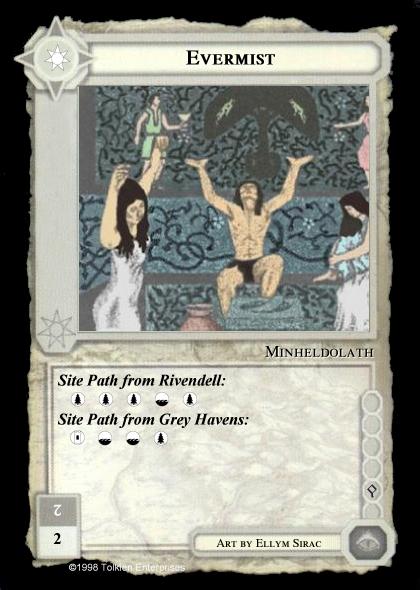 Evermist
Minheldolath
Site Path from Rivendell:
Site Path from Grey Havens:
2
2
Art by Ellym Sirac
©1998 Tolkien Enterprises